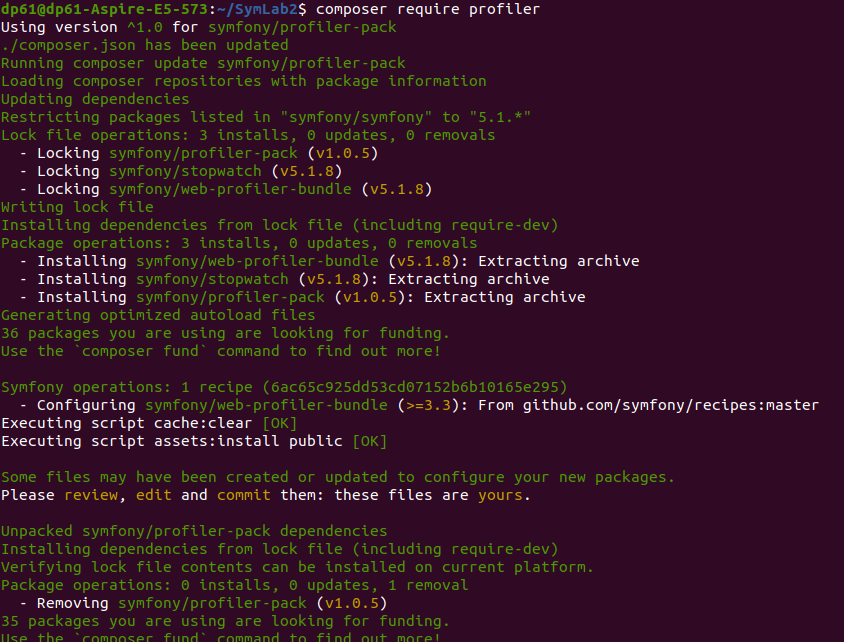 dp61@dp61-Aspire-E5-573:~/SymLab2$ composer require profiler
Using version ^1.0 for symfony/profiler-pack
./composer.json has been updated
Running composer update symfony/profiler-pack
Loading composer repositories with package information
Updating dependencies
Restricting packages listed in "symfony/symfony" to "5.1.*"
Lock file operations: 3 installs, 0 updates, 0 removals
  - Locking symfony/profiler-pack (v1.0.5)
  - Locking symfony/stopwatch (v5.1.8)
  - Locking symfony/web-profiler-bundle (v5.1.8)
Writing lock file
Installing dependencies from lock file (including require-dev)
Package operations: 3 installs, 0 updates, 0 removals
  - Installing symfony/web-profiler-bundle (v5.1.8): Extracting archive
  - Installing symfony/stopwatch (v5.1.8): Extracting archive
  - Installing symfony/profiler-pack (v1.0.5): Extracting archive
Generating optimized autoload files
36 packages you are using are looking for funding.
Use the `composer fund` command to find out more!
Symfony operations: 1 recipe (6ac65c925dd53cd07152b6b10165e295)
  - Configuring symfony/web-profiler-bundle (>=3.3): From github.com/symfony/recipes:master
Executing script cache:clear [OK]
Executing script assets:install public [OK]
Some files may have been created or updated to configure your new packages.
Please review, edit and commit them: these files are yours.
Unpacked symfony/profiler-pack dependencies
Installing dependencies from lock file (including require-dev)
Verifying lock file contents can be installed on current platform.
Package operations: 0 installs, 0 updates, 1 removal
  - Removing symfony/profiler-pack (v1.0.5)
35 packages you are using are looking for funding.
Use the `composer fund` command to find out more!